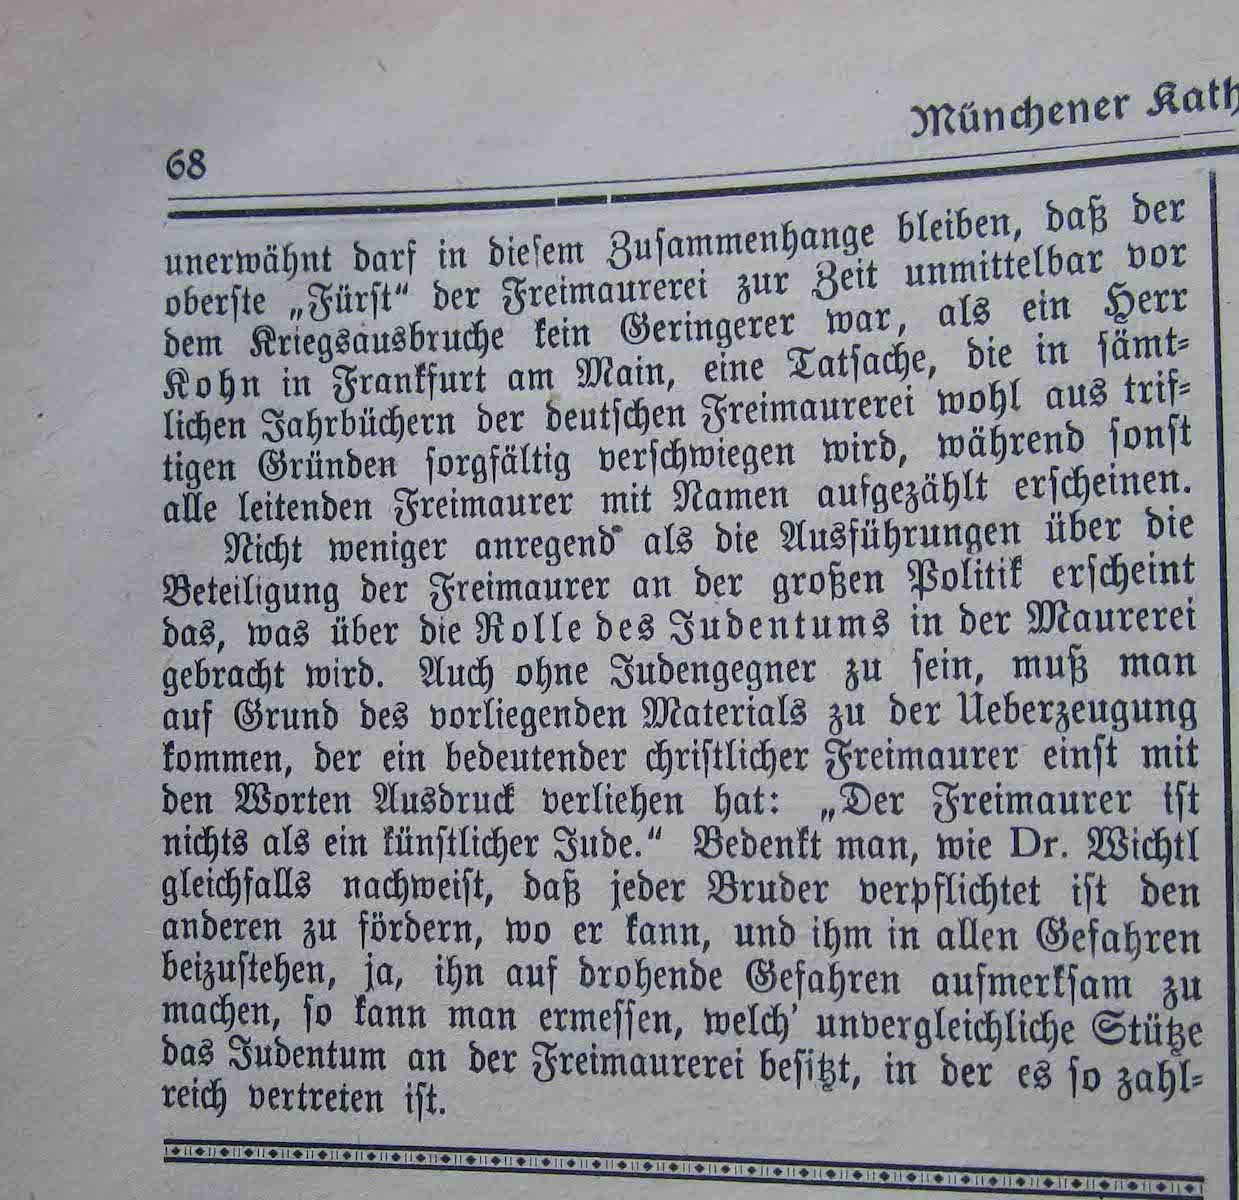 Münchener Kath
68
unerwähnt darf in diesem Zusammenhange bleiben, daß der
oberste „Fürst“ der Freimaurerei zur Zeit unmittelbar vor
dem Kriegsausbruche kein Geringerer war, als ein Herr
Kohn in Frankfurt am Main, eine Tatsache, die in sämt-
lichen Jahrbüchern der deutschen Freimaurerei wohl aus trif-
tigen Gründen sorgfältig verschwiegen wird, während sonst
alle leitenden Freimaurer mit Namen aufgezählt erscheinen.
Nicht weniger anregend als die Ausführungen über die
Beteiligung der Freimaurer an der großen Politik erscheint
das, was über die Rolle des Judentums in der Maurerei
gebracht wird. Auch ohne Judengegner zu sein, muß man
auf Grund des vorliegenden Materials zu der Ueberzeugung
kommen, der ein bedeutender christlicher Freimaurer einst mit
den Worten Ausdruck verliehen hat: „Der Freimaurer ist
nichts als ein künstlicher Jude.“ Bedenkt man, wie Dr. Wichtl
gleichfalls nachweist, daß jeder Bruder verpflichtet ist den
anderen zu fördern, wo er kann, und ihm in allen Gefahren
beizustehen, ja, ihn auf drohende Gefahren aufmerksam zu
machen, so kann man ermessen, welch' unvergleichliche Stütze
das Judentum an der Freimaurerei besitzt, in der es so zahl-
reich vertreten ist.